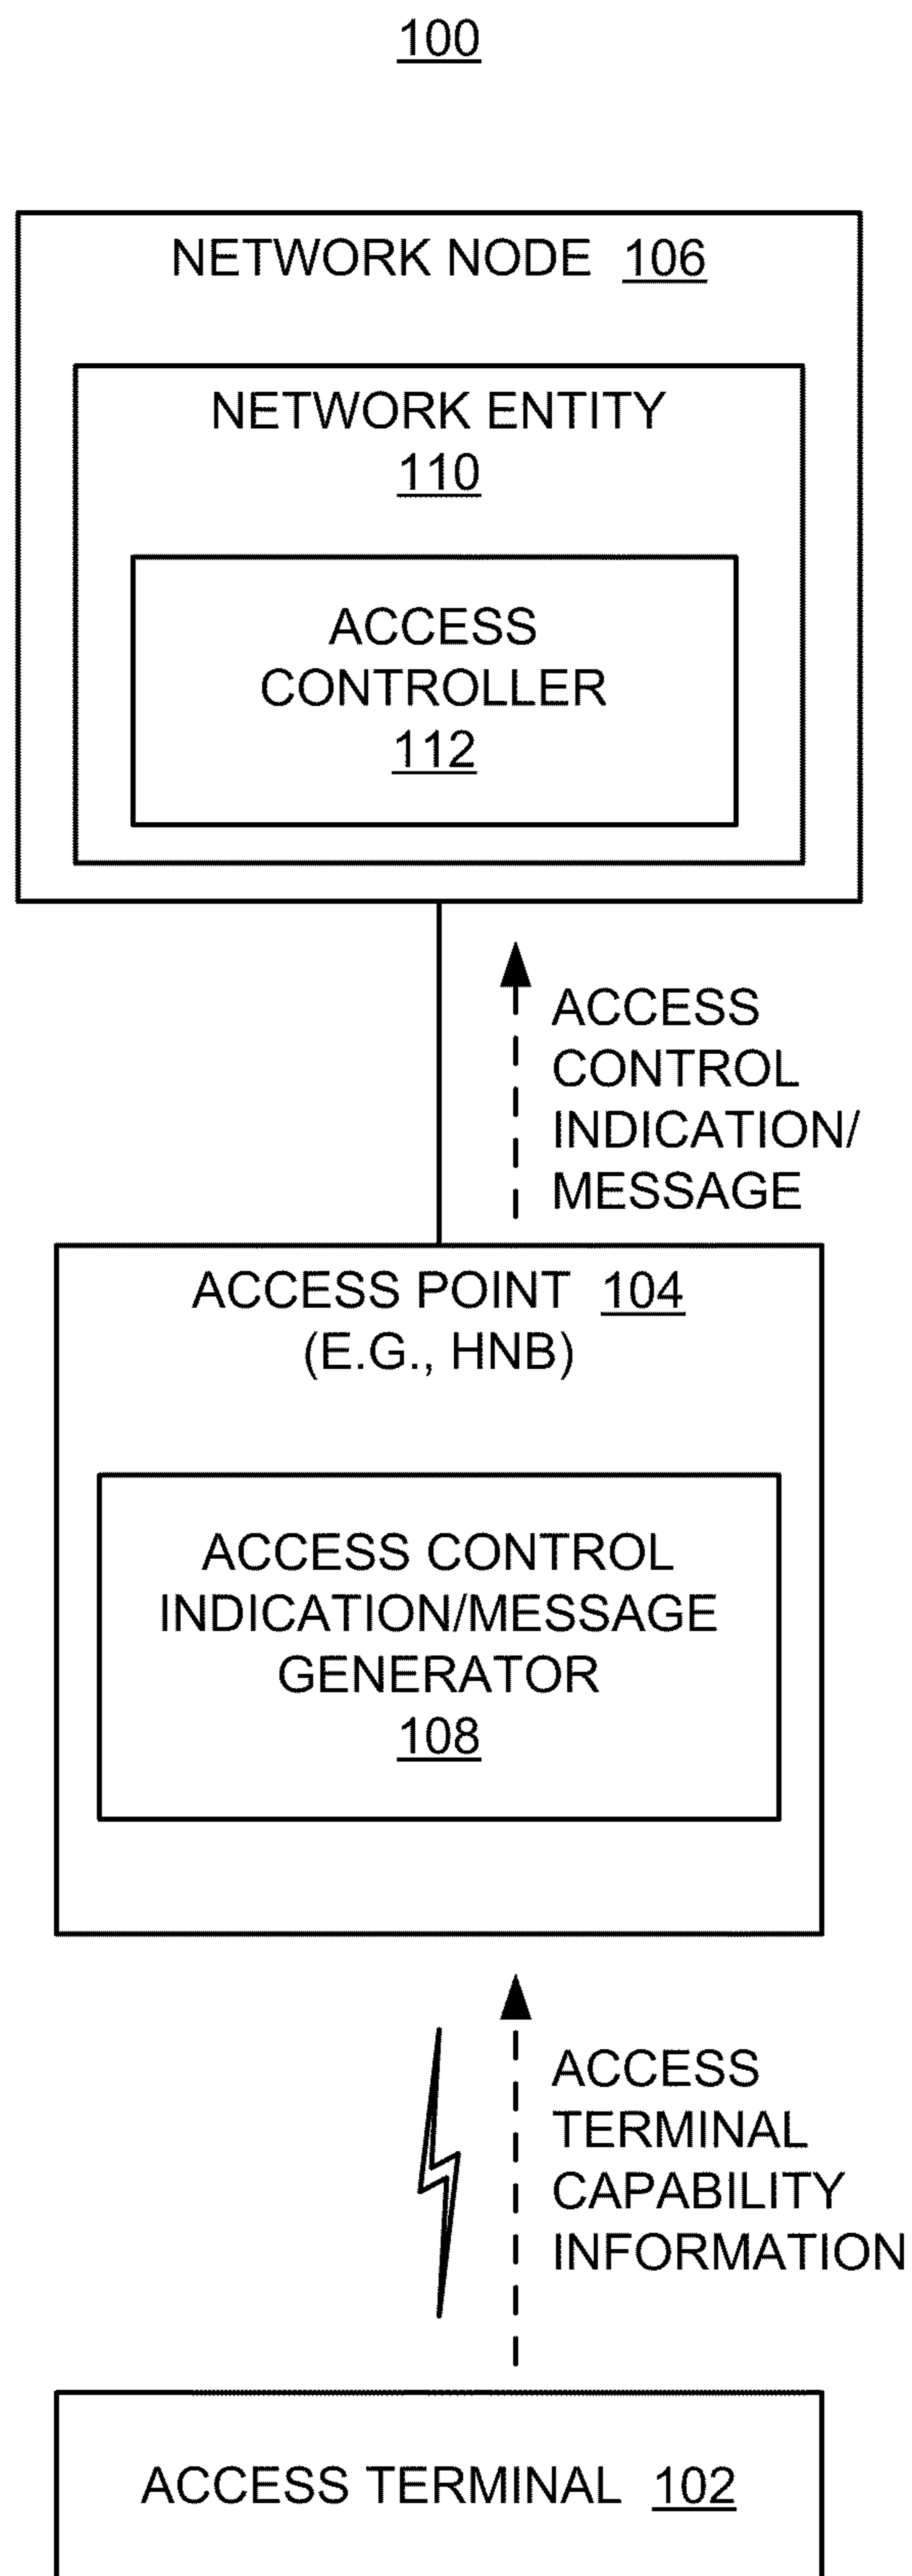 100
NETWORK NODE 106
NETWORK ENTITY
110
ACCESS
CONTROLLER
112
ACCESS
CONTROL
INDICATION/
MESSAGE
ACCESS POINT 104
(E.G., HNB)
ACCESS CONTROL
INDICATION/MESSAGE
GENERATOR
108
ACCESS
TERMINAL
CAPABILITY
INFORMATION
ACCESS TERMINAL 102